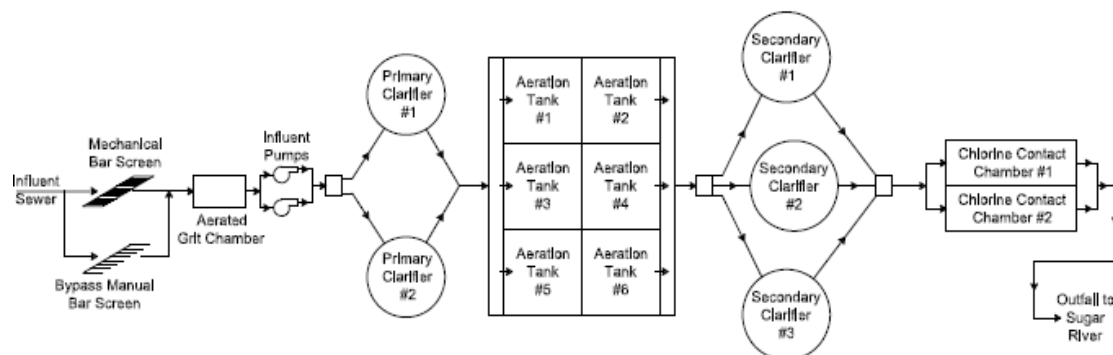 Influent
Sewer
Mechanical
Bar Screen
Bypass Manual
Bar Screen
Aerated
Grit Chamber
Influent
Pumps
Primary
Clarifier
#1
Primary
Clarifier
#2
Aeration
Tank
#1
Aeration
Tank
#2
Aeration
Tank
#3
Aeration
Tank
#4
Aeration
Tank
#5
Aeration
Tank
#6
Secondary
Clarifier
#1
Secondary
Clarifier
#2
Secondary
Clarifier
#3
Chlorine Contact
Chamber #1
Chlorine Contact
Chamber #2
Outfall to
Sugar
River